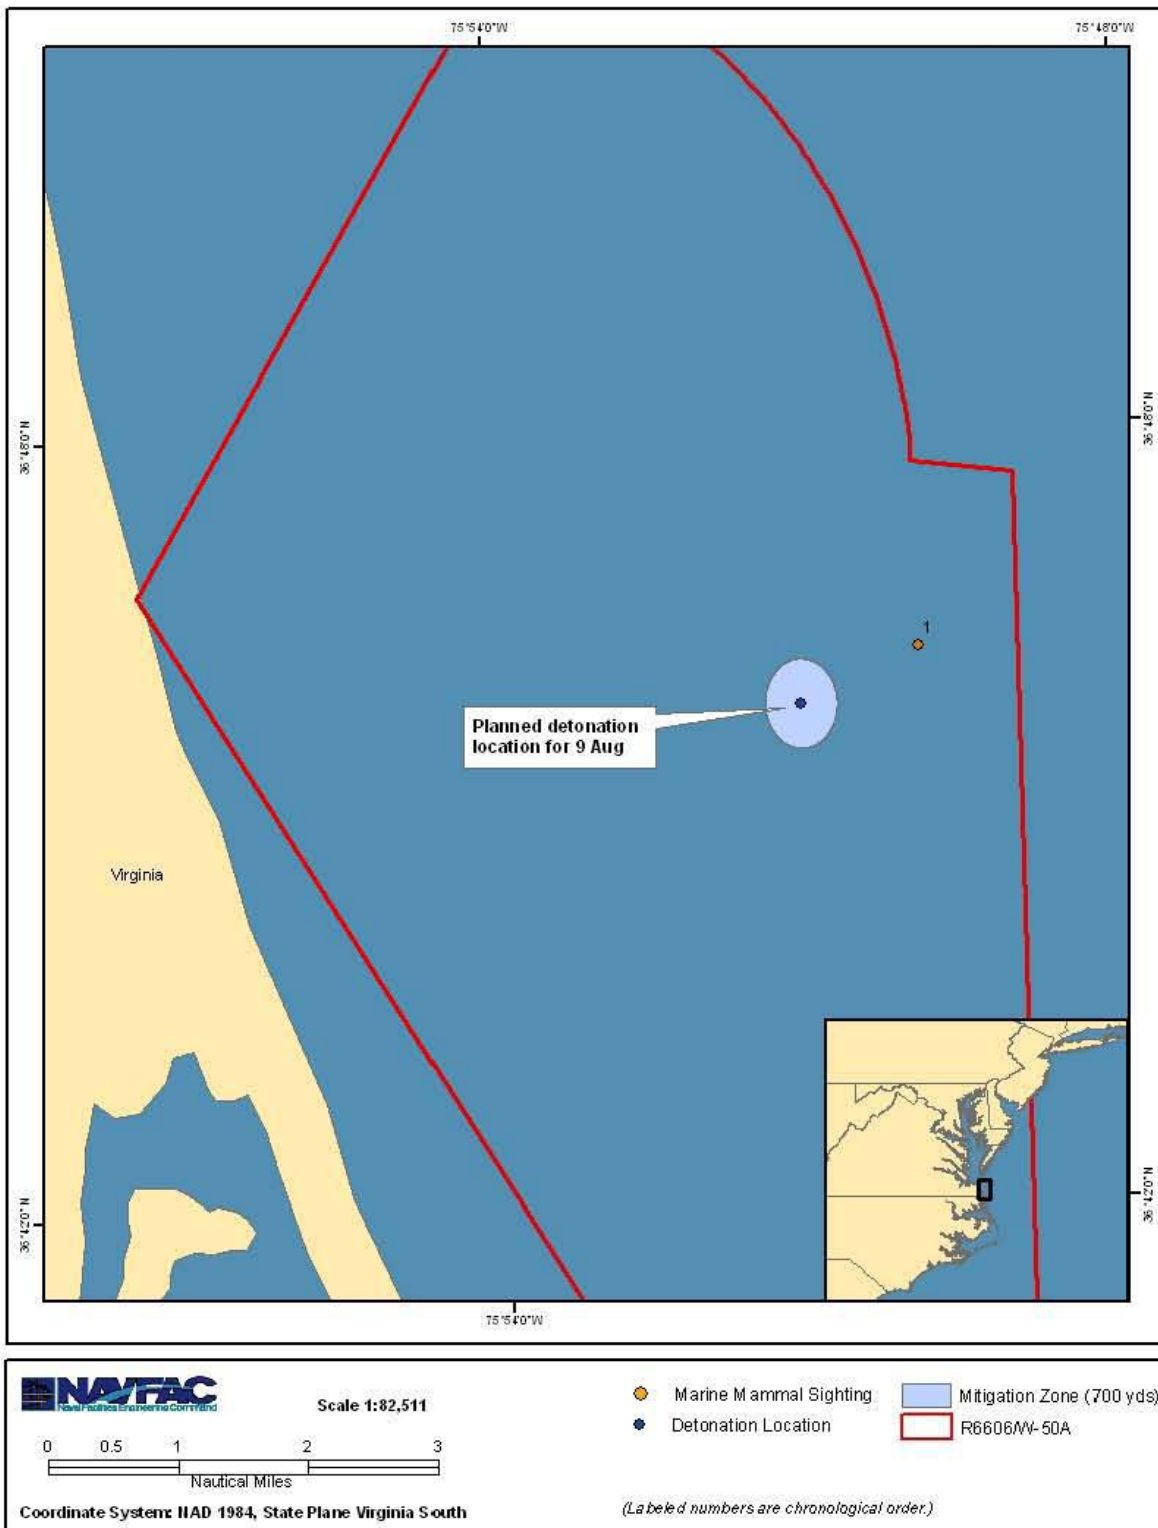 75°54'0"W
75°48'0"W
36°48'0"N
36°48'0"N
1
Planned detonation
location for 9 Aug
Virginia
36°42'0"N
36°42'0"N
75°54'0"W
NAVFAC
Naval Facilities Engineering Command
Scale 1:82,511
0 0.5 1 2 3
Nautical Miles
Coordinate System: NAD 1984, State Plane Virginia South
Marine Mammal Sighting
Detonation Location
Mitigation Zone (700 yds)
R6606/W-50A
(Labeled numbers are chronological order.)